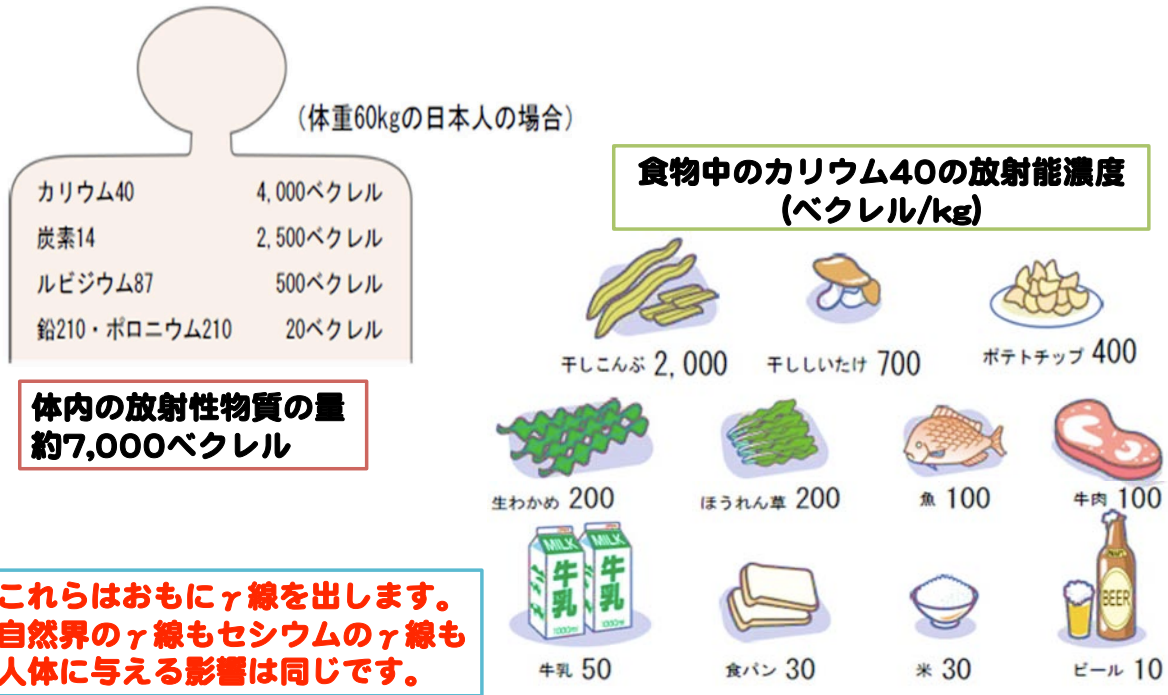 (体重60kgの日本人の場合)
カリウム40 4,000ベクレル
炭素14 2,500ベクレル
ルビジウム87 500ベクレル
鉛210・ポロニウム210 20ベクレル
体内の放射性物質の量
約7,000ベクレル
これらはおもにγ線を出します。
自然界のγ線もセシウムのγ線も
人体に与える影響は同じです。
食物中のカリウム40の放射能濃度
(ベクレル/kg)
干しこんぶ 2,000 干ししいたけ 700 ポテトチップ 400
生わかめ 200 ほうれん草 200 魚 100 牛肉 100
MILK MILK
牛乳 牛乳
1000ml 1000ml
BEER
牛乳 50 食パン 30 米 30 ビール 10